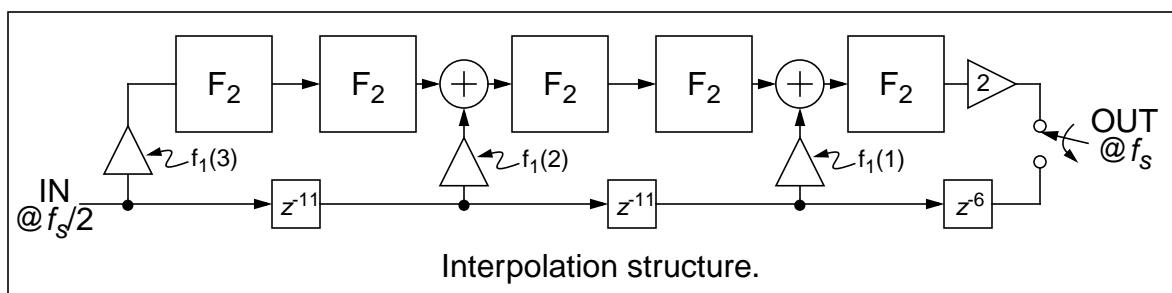 F₂ F₂ + F₂ F₂ + F₂ 2
f₁(3) f₁(2) f₁(1)
OUT
@fₛ
IN
@fₛ/2
z⁻¹¹ z⁻¹¹ z⁻⁶
Interpolation structure.